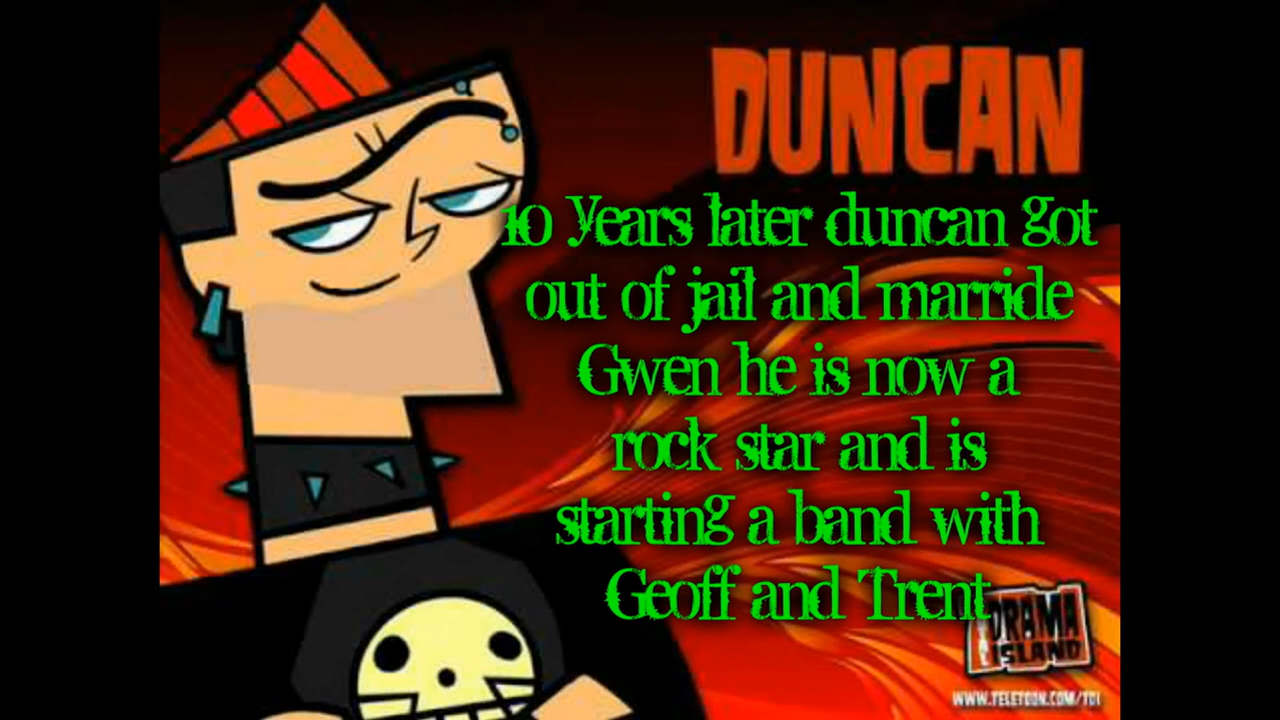 DUNCAN
10 Years later duncan got
out of jail and marride
Gwen he is now a
rock star and is
starting a band with
Geoff and Trent
DRAMA
ISLAND
WWW.TELETOON.COM/TDI